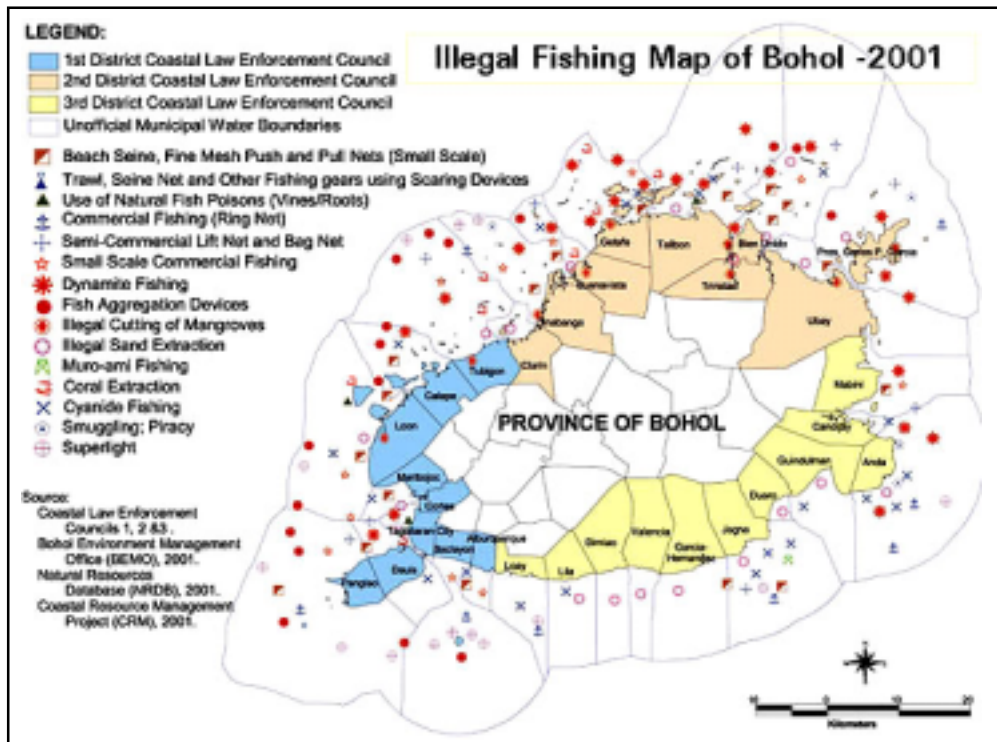 LEGEND:
Illegal Fishing Map of Bohol -2001
1st District Coastal Law Enforcement Council
2nd District Coastal Law Enforcement Council
3rd District Coastal Law Enforcement Council
Unofficial Municipal Water Boundaries
Beach Seine, Fine Mesh Push and Pull Nets (Small Scale)
Trawl, Seine Net and Other Fishing gears using Scaring Devices
Use of Natural Fish Poisons (Vines/Roots)
Commercial Fishing (Ring Net)
Semi-Commercial Lift Net and Bag Net
Small Scale Commercial Fishing
Dynamite Fishing
Fish Aggregation Devices
Illegal Cutting of Mangroves
Illegal Sand Extraction
Muro-ami Fishing
Coral Extraction
Cyanide Fishing
Smuggling; Piracy
Superlight
Source:
Coastal Law Enforcement
Councils 1, 2 &3 .
Bohol Environment Management
Office (BEMO), 2001.
Natural Resources
Database (NRDB), 2001.
Coastal Resource Management
Project (CRM), 2001.
Getafe
Talibon
Bien Unido
Pres. Carlos P. Garcia
Buenavista
Trinidad
Inabanga
Ubay
Clarin
Tubigon
Calape
Mabini
Loon
PROVINCE OF BOHOL
Candijay
Guindulman
Anda
Maribojoc
Cortes
Duero
Tagbilaran City
Alburquerque
Baclayon
Dimiao
Valencia
Jagna
Garcia-
Hernandez
Dauis
Panglao
Loay
Lila
10
0
10
20
Kilometers